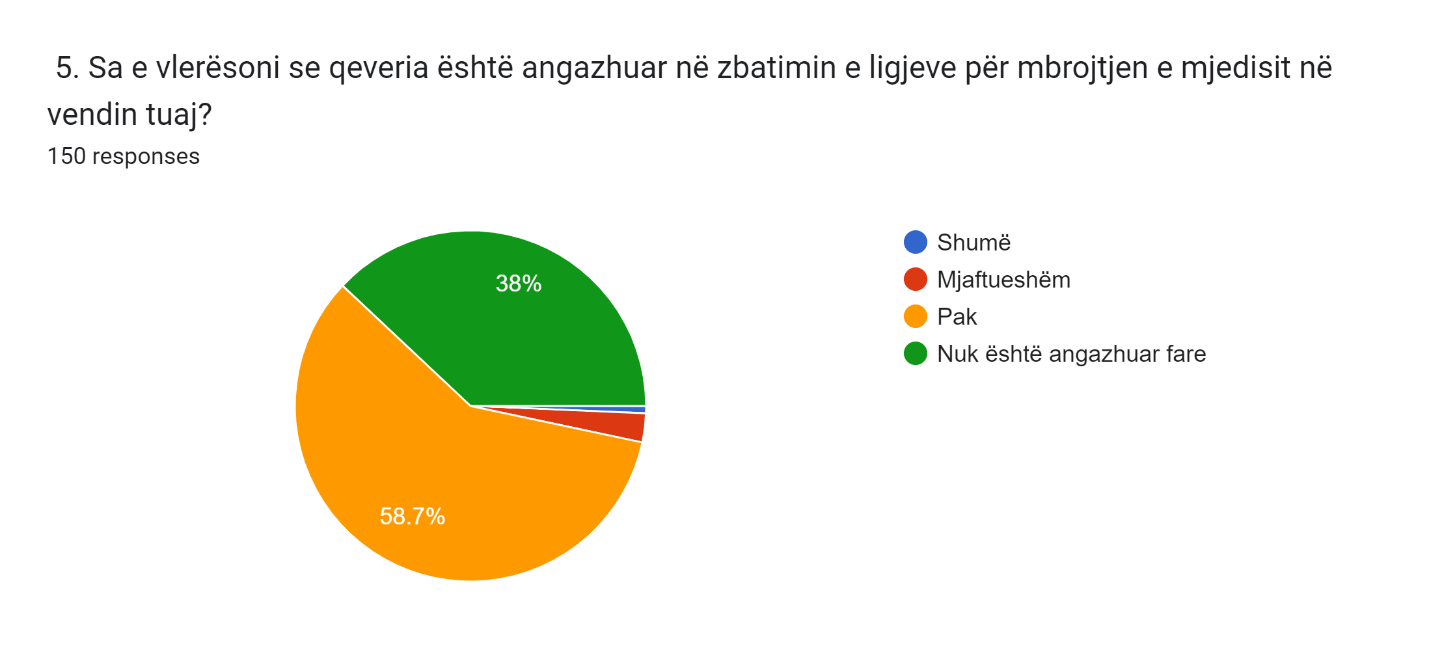 5. Sa e vlerësoni se qeveria është angazhuar në zbatimin e ligjeve për mbrojtjen e mjedisit në
vendin tuaj?
150 responses
38%
58.7%
Shumë
Mjaftueshëm
Pak
Nuk është angazhuar fare